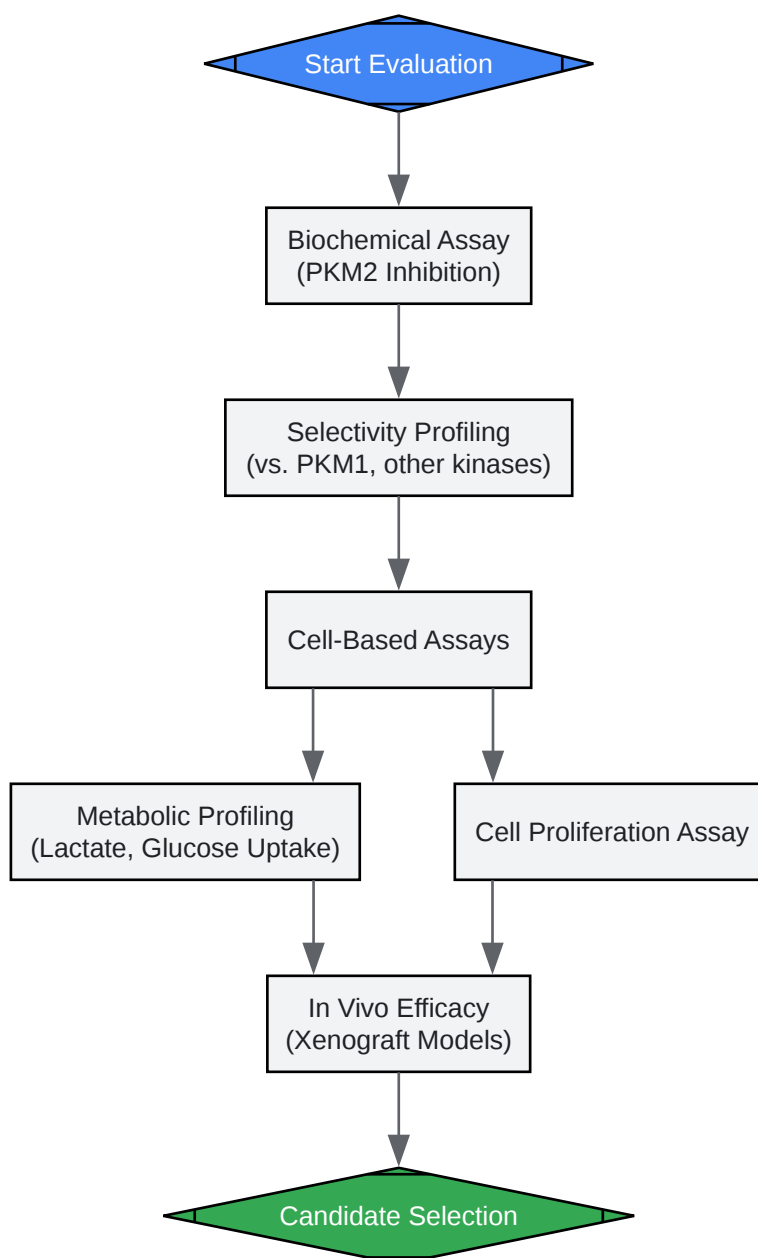 Start Evaluation
Biochemical Assay
(PKM2 Inhibition)
Selectivity Profiling
(vs. PKM1, other kinases)
Cell-Based Assays
Metabolic Profiling
(Lactate, Glucose Uptake)
Cell Proliferation Assay
In Vivo Efficacy
(Xenograft Models)
Candidate Selection